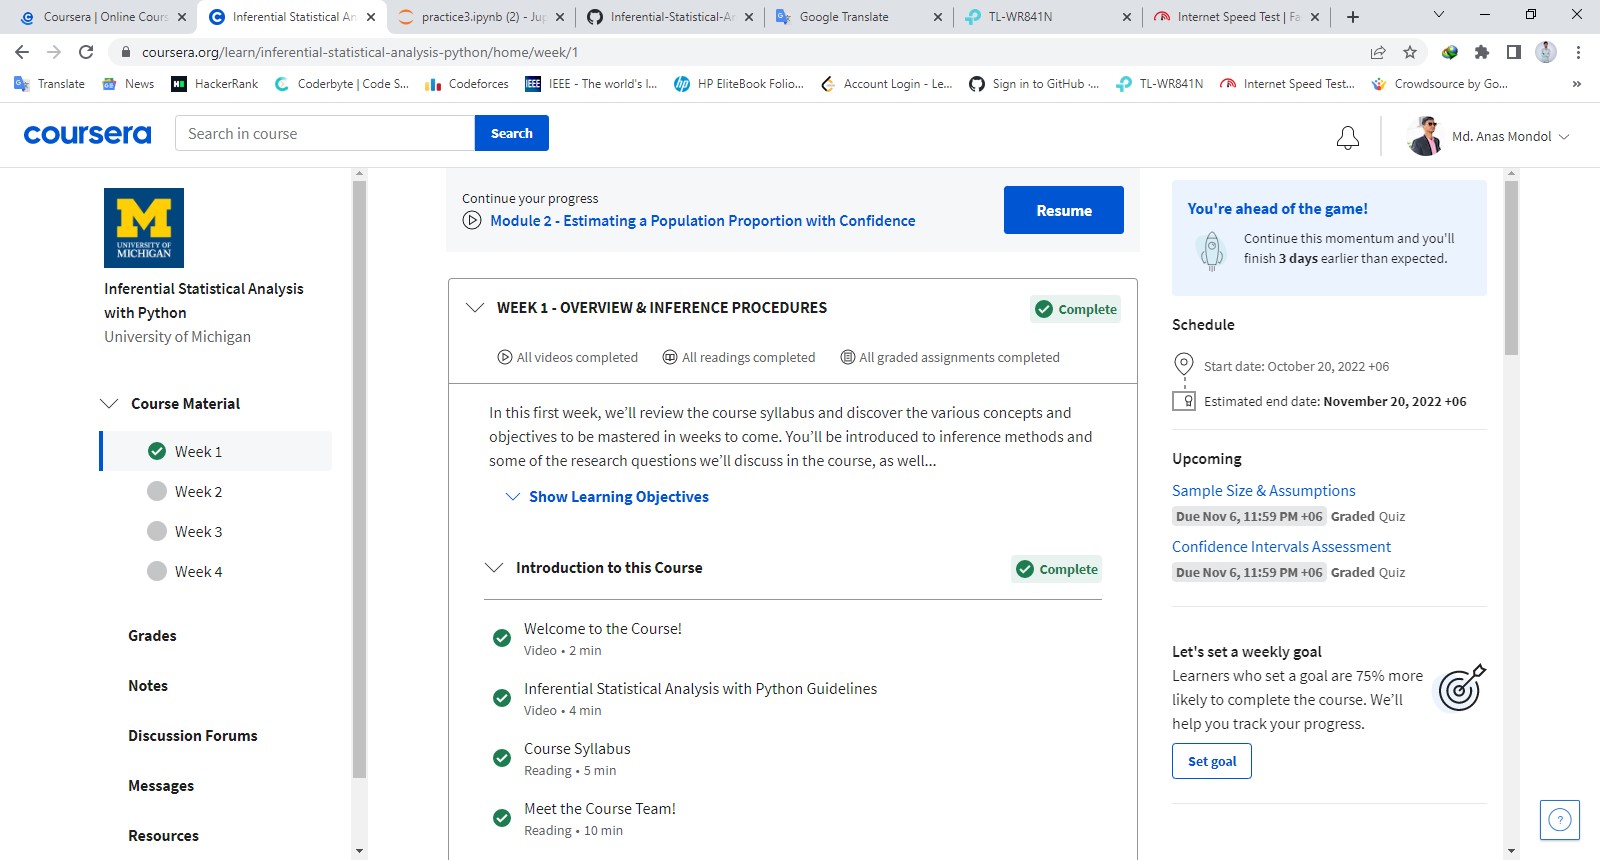 Coursera | Online Cours
Inferential Statistical An
practice3.ipynb (2) - Jup
Inferential-Statistical-A
Google Translate
TL-WR841N
Internet Speed Test | Fa
coursera.org/learn/inferential-statistical-analysis-python/home/week/1
Translate
News
HackerRank
Coderbyte | Code S...
Codeforces
IEEE - The world's l...
HP EliteBook Folio...
Account Login - Le...
Sign in to GitHub ·...
TL-WR841N
Internet Speed Test...
Crowdsource by Go...
»
coursera
Search in course
Search
Md. Anas Mondol
M
UNIVERSITY OF
MICHIGAN
Inferential Statistical Analysis
with Python
University of Michigan
Course Material
Week 1
Week 2
Week 3
Week 4
Grades
Notes
Discussion Forums
Messages
Resources
Continue your progress
Module 2 - Estimating a Population Proportion with Confidence
Resume
WEEK 1 - OVERVIEW & INFERENCE PROCEDURES
Complete
All videos completed
All readings completed
All graded assignments completed
In this first week, we’ll review the course syllabus and discover the various concepts and
objectives to be mastered in weeks to come. You’ll be introduced to inference methods and
some of the research questions we’ll discuss in the course, as well...
Show Learning Objectives
Introduction to this Course
Complete
Welcome to the Course!
Video • 2 min
Inferential Statistical Analysis with Python Guidelines
Video • 4 min
Course Syllabus
Reading • 5 min
Meet the Course Team!
Reading • 10 min
You're ahead of the game!
Continue this momentum and you'll
finish 3 days earlier than expected.
Schedule
Start date: October 20, 2022 +06
Estimated end date: November 20, 2022 +06
Upcoming
Sample Size & Assumptions
Due Nov 6, 11:59 PM +06 Graded Quiz
Confidence Intervals Assessment
Due Nov 6, 11:59 PM +06 Graded Quiz
Let's set a weekly goal
Learners who set a goal are 75% more
likely to complete the course. We’ll
help you track your progress.
Set goal
?